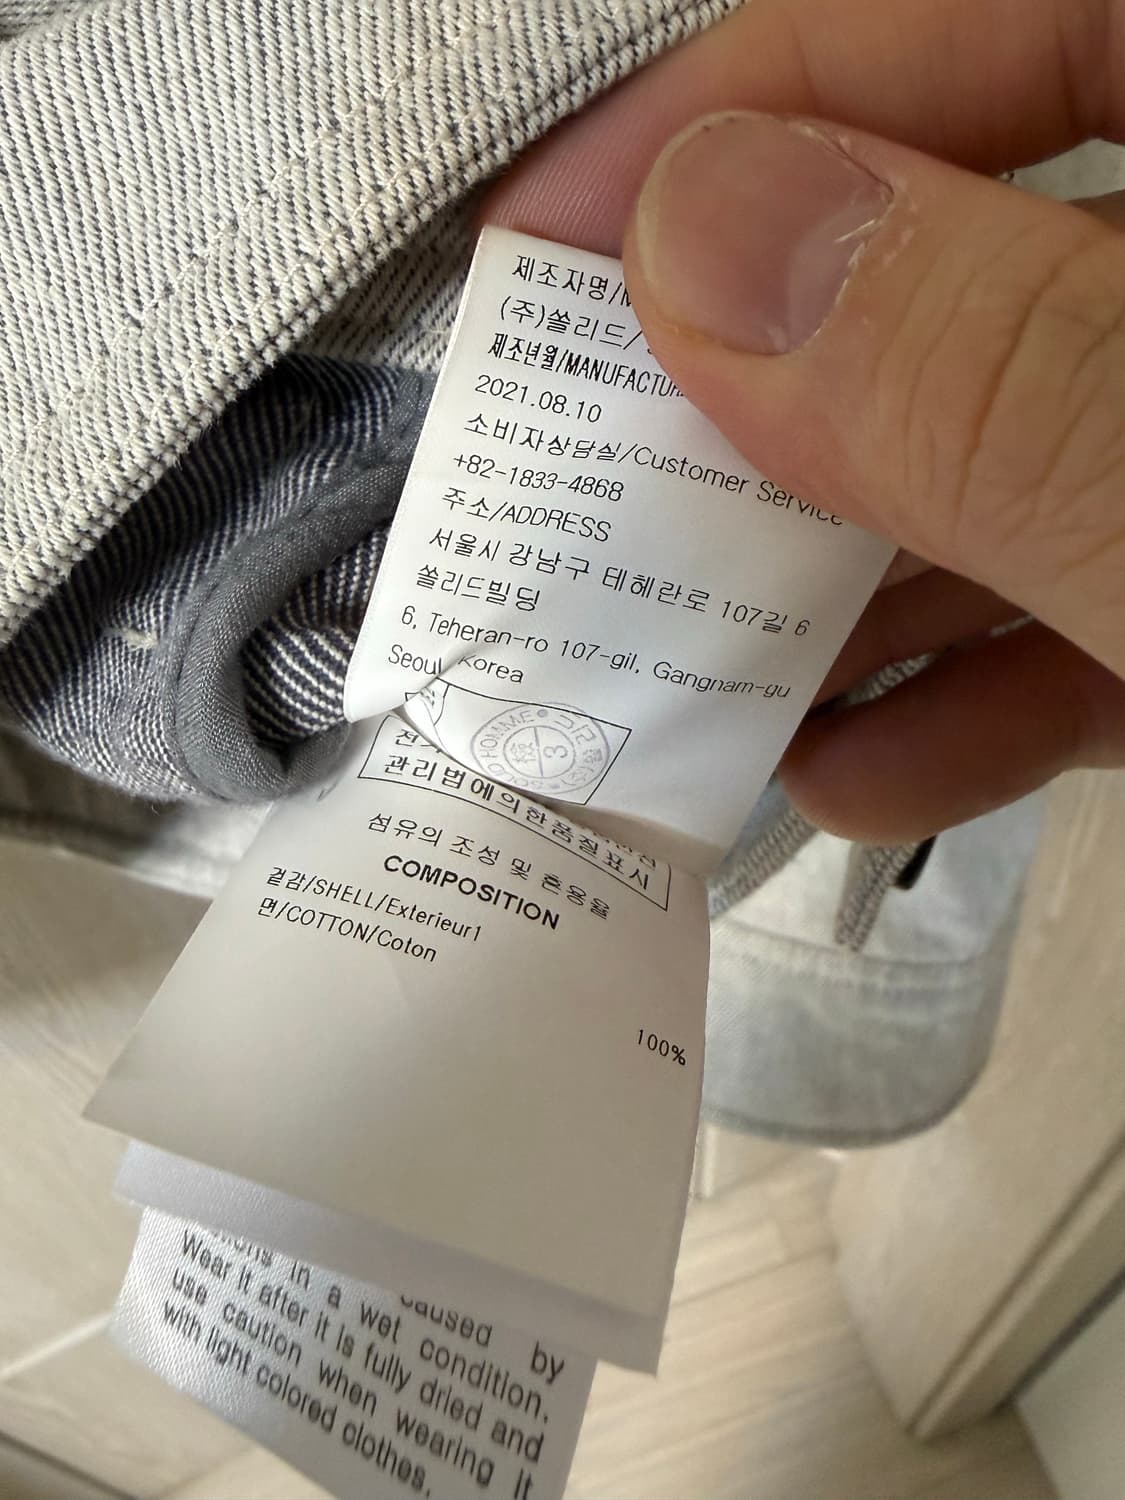 제조자명/M
(주)쏠리드/
제조년월/MANUFACTUR
2021.08.10
소비자상담실/Customer Service
+82-1833-4868
주소/ADDRESS
서울시 강남구 테헤란로 107길 6
쏠리드빌딩
6, Teheran-ro 107-gil, Gangnam-gu
Seoul Korea
SOLID HOMME
3
관리법에의한품질표시
섬유의 조성 및 혼용율
COMPOSITION
겉감/SHELL/Exterieur1
면/COTTON/Coton
100%
caused by
in a wet condition.
Wear it after it is fully dried and
use caution when wearing it
with light colored clothes.